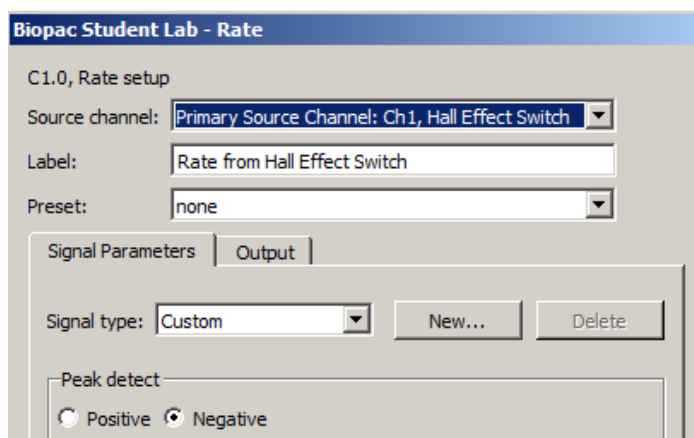 Biopac Student Lab - Rate
C1.0, Rate setup
Source channel: Primary Source Channel: Ch1, Hall Effect Switch
Label: Rate from Hall Effect Switch
Preset: none
Signal Parameters Output
Signal type: Custom New... Delete
Peak detect
Positive Negative